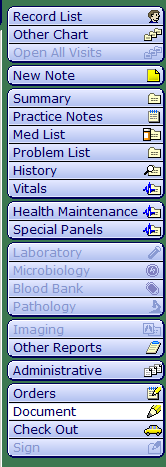 Record List
Other Chart
Open All Visits
New Note
Summary
Practice Notes
Med List
Problem List
History
Vitals
Health Maintenance
Special Panels
Laboratory
Microbiology
Blood Bank
Pathology
Imaging
Other Reports
Administrative
Orders
Document
Check Out
Sign